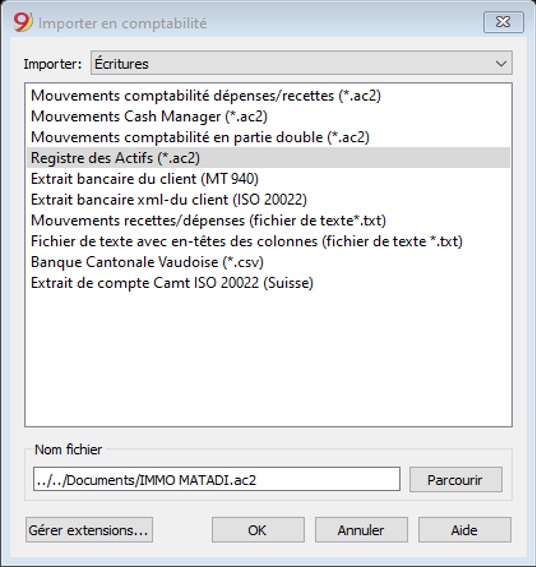 9 Importer en comptabilité
Importer: Écritures
Mouvements comptabilité dépenses/recettes (*.ac2)
Mouvements Cash Manager (*.ac2)
Mouvements comptabilité en partie double (*.ac2)
Registre des Actifs (*.ac2)
Extrait bancaire du client (MT 940)
Extrait bancaire xml-du client (ISO 20022)
Mouvements recettes/dépenses (fichier de texte*.txt)
Fichier de texte avec en-têtes des colonnes (fichier de texte *.txt)
Banque Cantonale Vaudoise (*.csv)
Extrait de compte Camt ISO 20022 (Suisse)
Nom fichier
../../Documents/IMMO MATADI.ac2 Parcourir
Gérer extensions... OK Annuler Aide